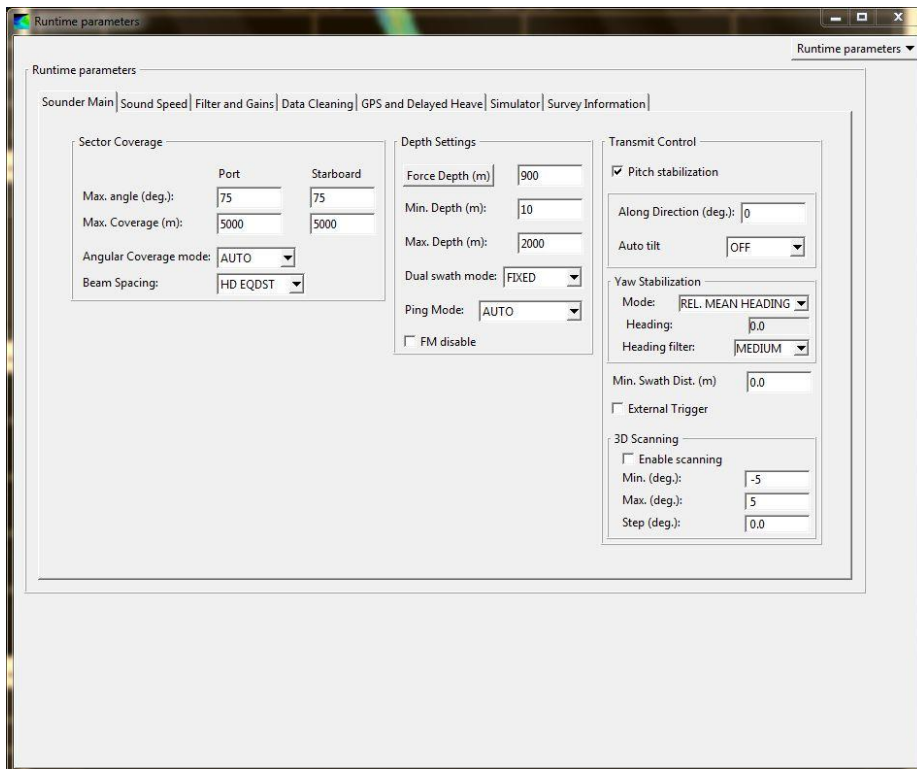 Runtime parameters
Runtime parameters
Runtime parameters
Sounder Main Sound Speed Filter and Gains Data Cleaning GPS and Delayed Heave Simulator Survey Information
Sector Coverage
Port Starboard
Max. angle (deg.): 75 75
Max. Coverage (m): 5000 5000
Angular Coverage mode: AUTO
Beam Spacing: HD EQDST
Depth Settings
Force Depth (m) 900
Min. Depth (m): 10
Max. Depth (m): 2000
Dual swath mode: FIXED
Ping Mode: AUTO
FM disable
Transmit Control
Pitch stabilization
Along Direction (deg.): 0
Auto tilt OFF
Yaw Stabilization
Mode: REL. MEAN HEADING
Heading: 0.0
Heading filter: MEDIUM
Min. Swath Dist. (m) 0.0
External Trigger
3D Scanning
Enable scanning
Min. (deg.): -5
Max. (deg.): 5
Step (deg.): 0.0